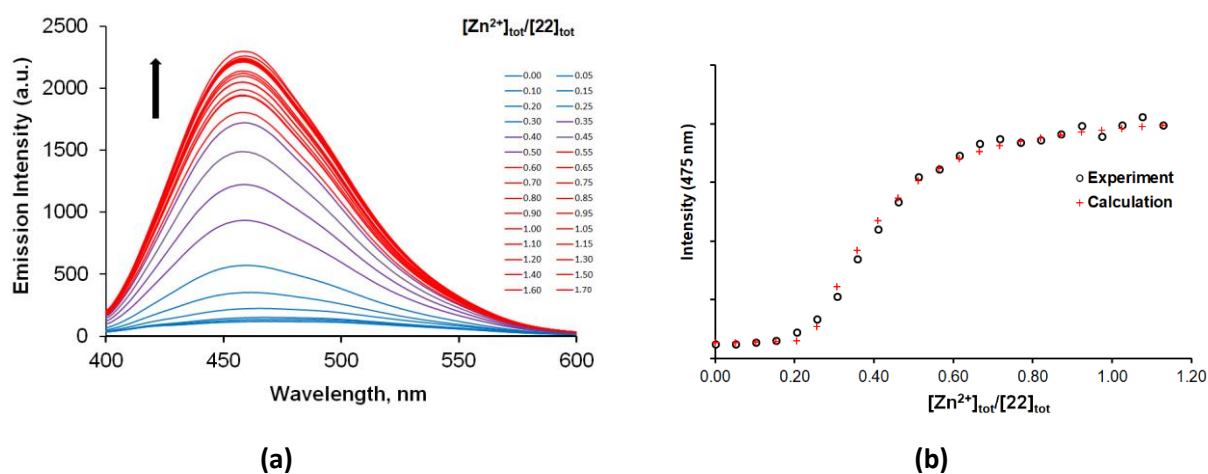 2500
2000
1500
1000
500
0
Emission Intensity (a.u.)
400 450 500 550 600
Wavelength, nm
[Zn²⁺]tot/[22]tot
0.00 0.05
0.10 0.15
0.20 0.25
0.30 0.35
0.40 0.45
0.50 0.55
0.60 0.65
0.70 0.75
0.80 0.85
0.90 0.95
1.00 1.05
1.10 1.15
1.20 1.30
1.40 1.50
1.60 1.70
(a)
Intensity (475 nm)
Experiment
Calculation
0.00 0.20 0.40 0.60 0.80 1.00 1.20
[Zn²⁺]tot/[22]tot
(b)